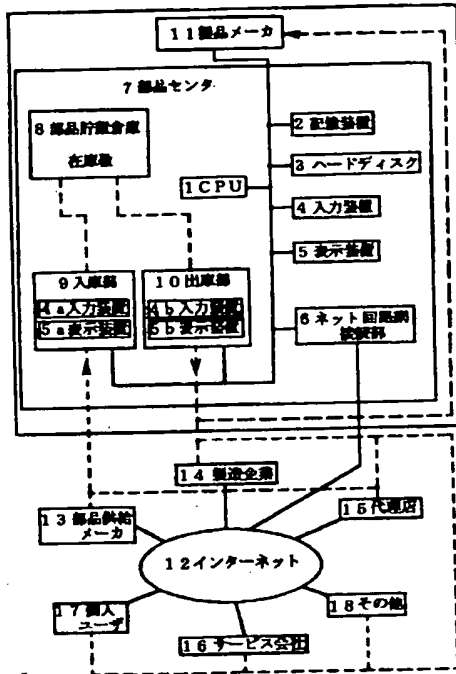 11製品メーカ
7部品センタ
8部品貯蔵倉庫
在庫数
2記憶装置
3ハードディスク
1CPU
4入力装置
5表示装置
9入庫部
4a入力装置
5a表示装置
10出庫部
4b入力装置
5b表示装置
6ネット回路網
接続部
14製造企業
13部品供給
メーカ
15代理店
12インターネット
17個人
ユーザ
18その他
16サービス会社